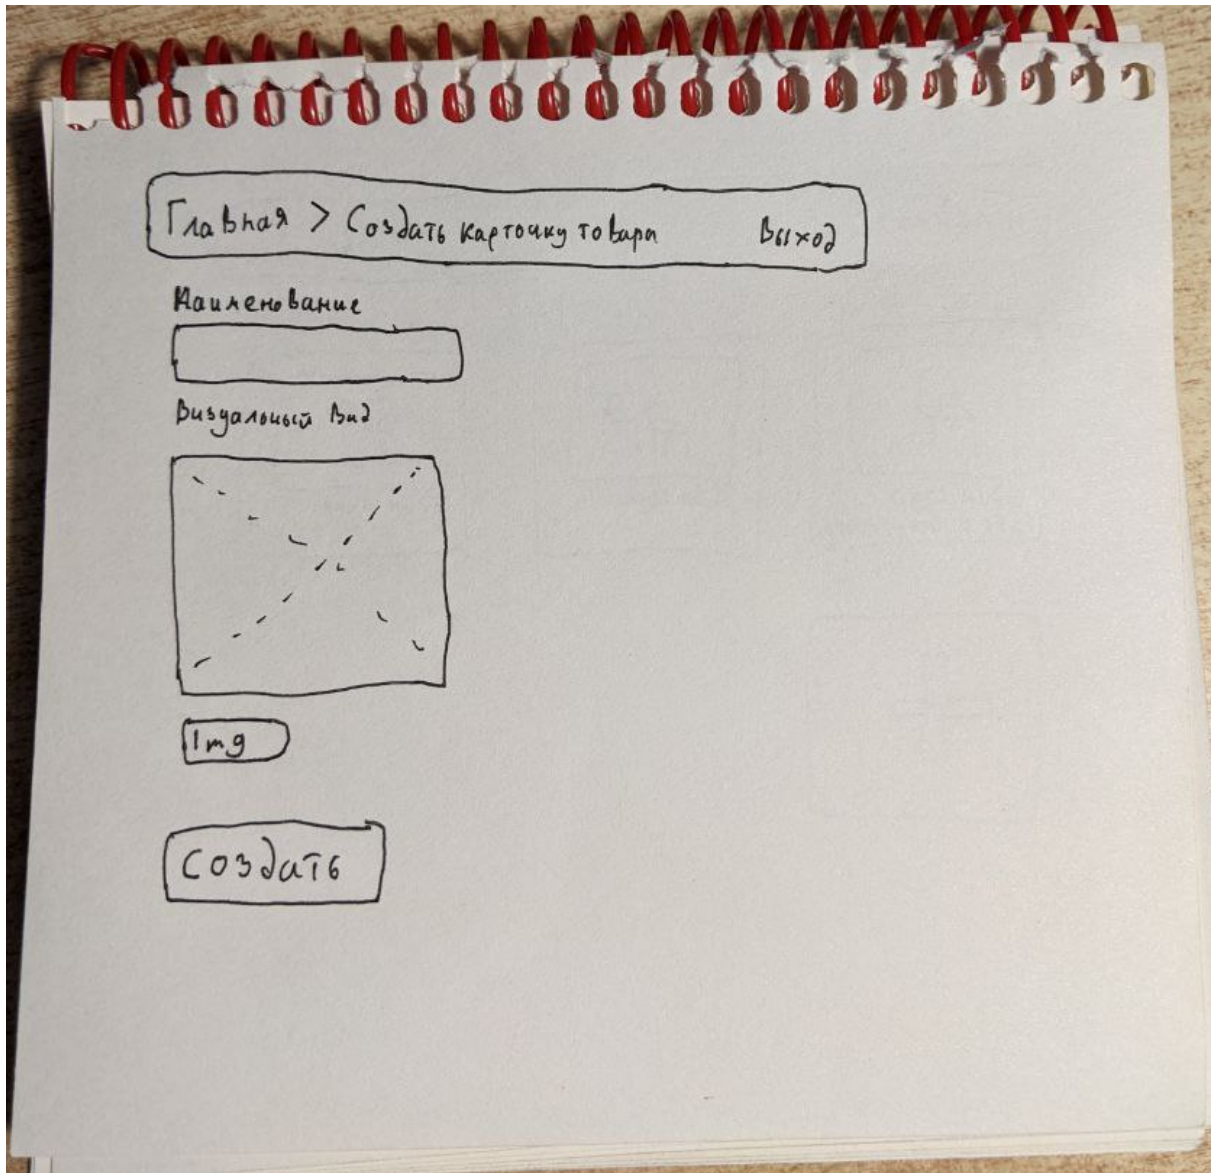 Главная > Создать карточку товара Выход
Наименование
Визуальный вид
Img
Создать